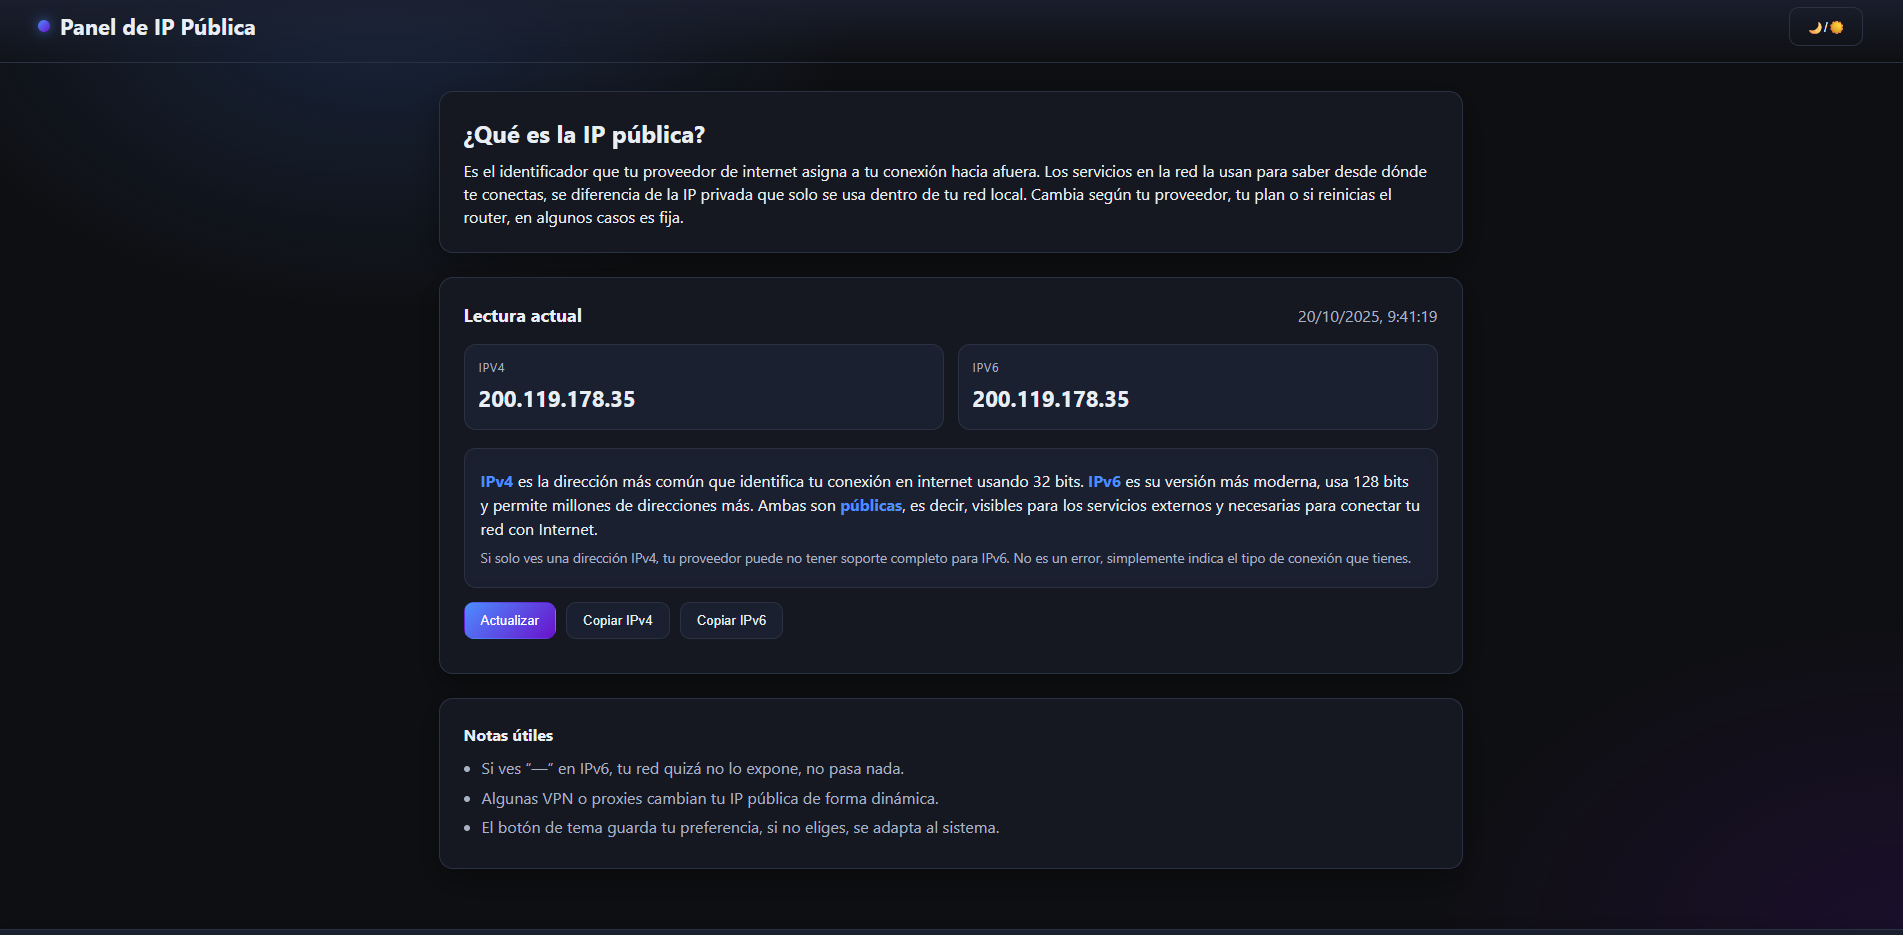 Panel de IP Pública
🌙/☀️
¿Qué es la IP pública?
Es el identificador que tu proveedor de internet asigna a tu conexión hacia afuera. Los servicios en la red la usan para saber desde dónde
te conectas, se diferencia de la IP privada que solo se usa dentro de tu red local. Cambia según tu proveedor, tu plan o si reinicias el
router, en algunos casos es fija.
Lectura actual
20/10/2025, 9:41:19
IPV4
200.119.178.35
IPV6
200.119.178.35
IPv4 es la dirección más común que identifica tu conexión en internet usando 32 bits. IPv6 es su versión más moderna, usa 128 bits
y permite millones de direcciones más. Ambas son públicas, es decir, visibles para los servicios externos y necesarias para conectar tu
red con Internet.
Si solo ves una dirección IPv4, tu proveedor puede no tener soporte completo para IPv6. No es un error, simplemente indica el tipo de conexión que tienes.
Actualizar
Copiar IPv4
Copiar IPv6
Notas útiles
• Si ves “—” en IPv6, tu red quizá no lo expone, no pasa nada.
• Algunas VPN o proxies cambian tu IP pública de forma dinámica.
• El botón de tema guarda tu preferencia, si no eliges, se adapta al sistema.